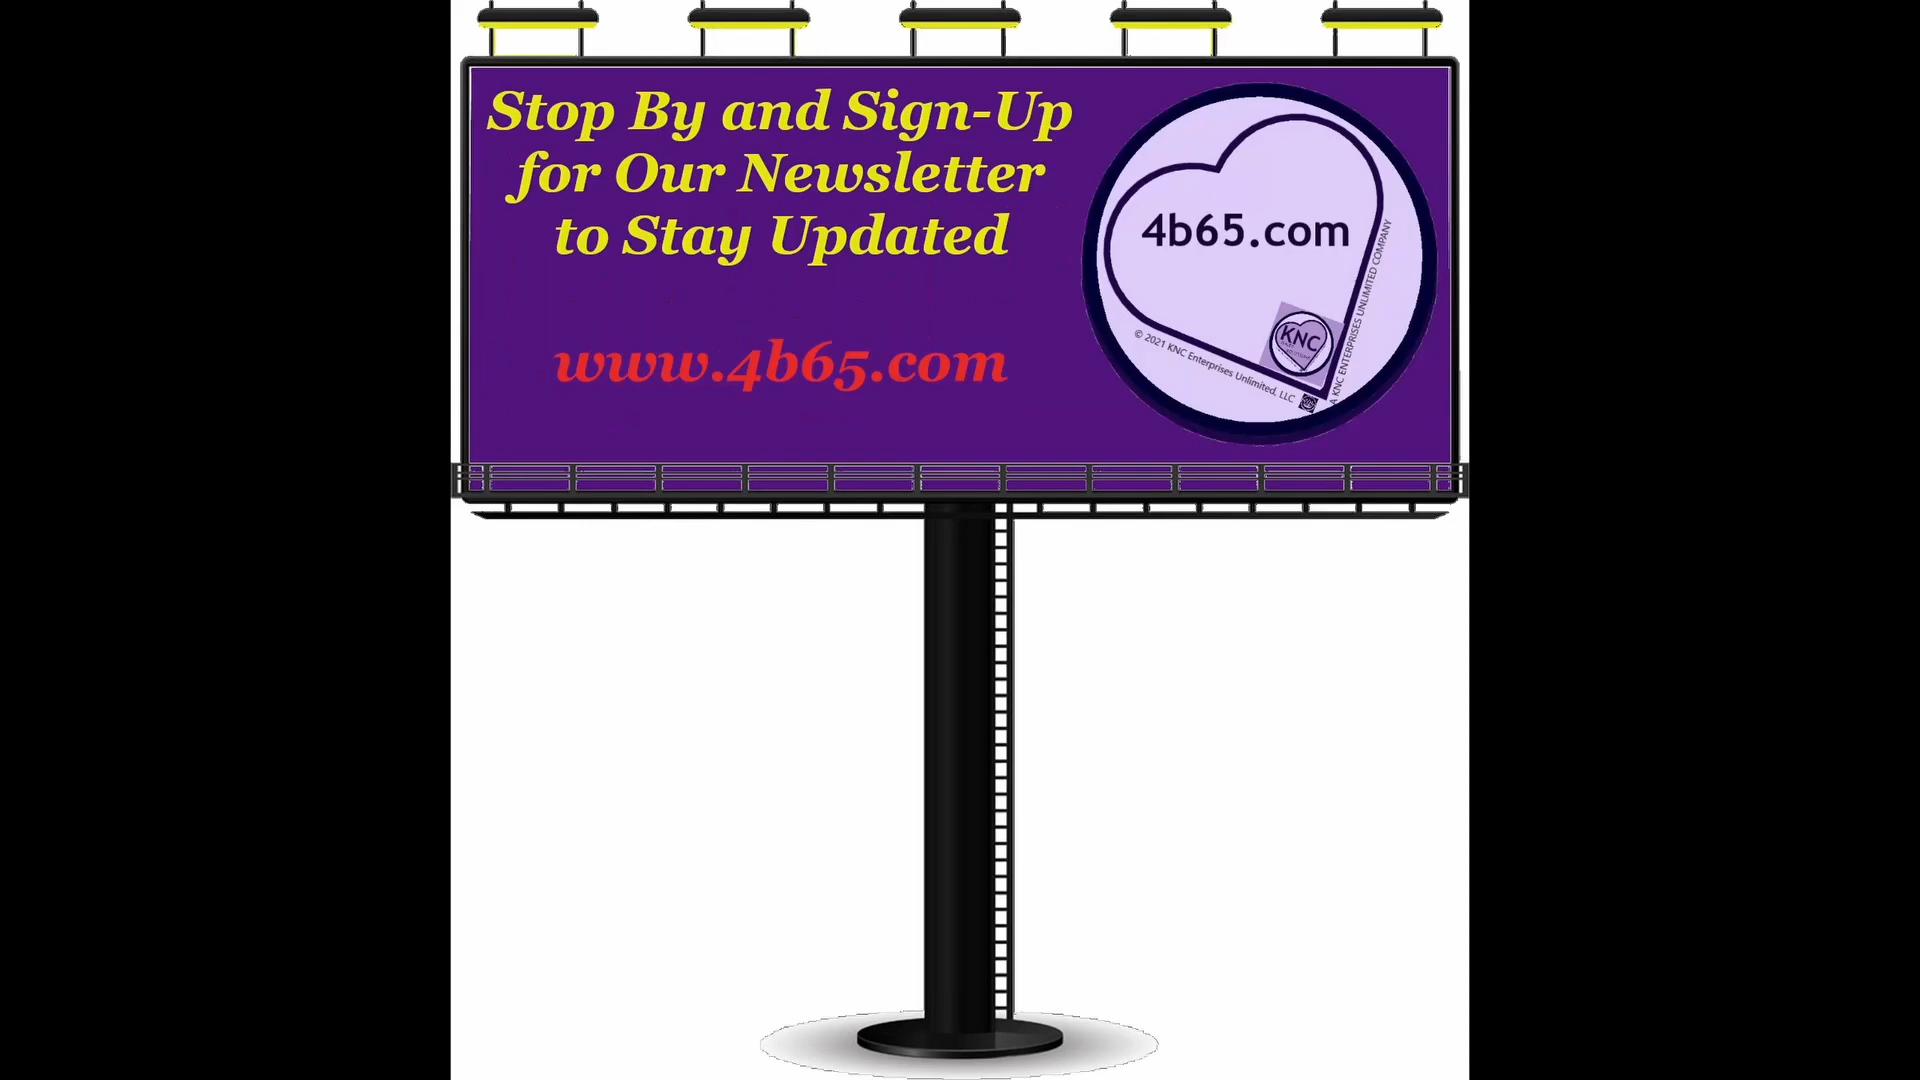 Stop By and Sign-Up
for Our Newsletter
to Stay Updated
www.4b65.com
4b65.com
KNC
© 2021 KNC Enterprises Unlimited, LLC
A KNC ENTERPRISES UNLIMITED COMPANY